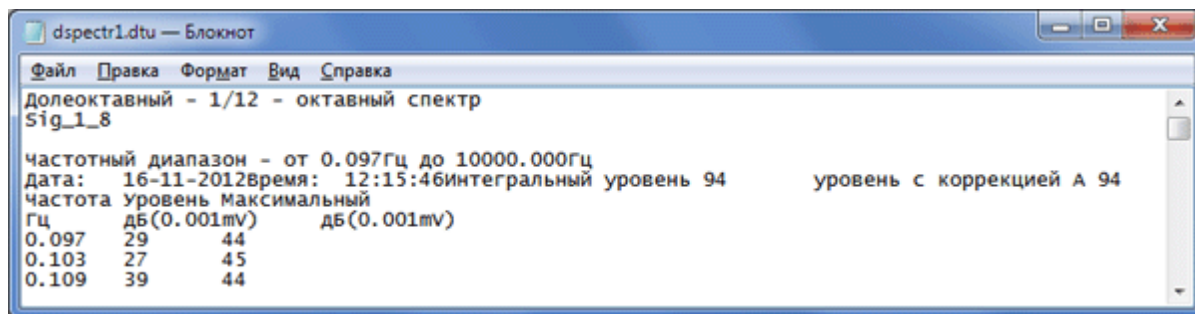 dspectr1.dtu — Блокнот
Файл Правка Формат Вид Справка
Долеоктавный - 1/12 - октавный спектр
Sig_1_8
Частотный диапазон - от 0.097Гц до 10000.000Гц
Дата: 16-11-2012Время: 12:15:46Интегральный уровень 94 уровень с коррекцией А 94
Частота Уровень Максимальный
Гц дБ(0.001mV) дБ(0.001mV)
0.097 29 44
0.103 27 45
0.109 39 44